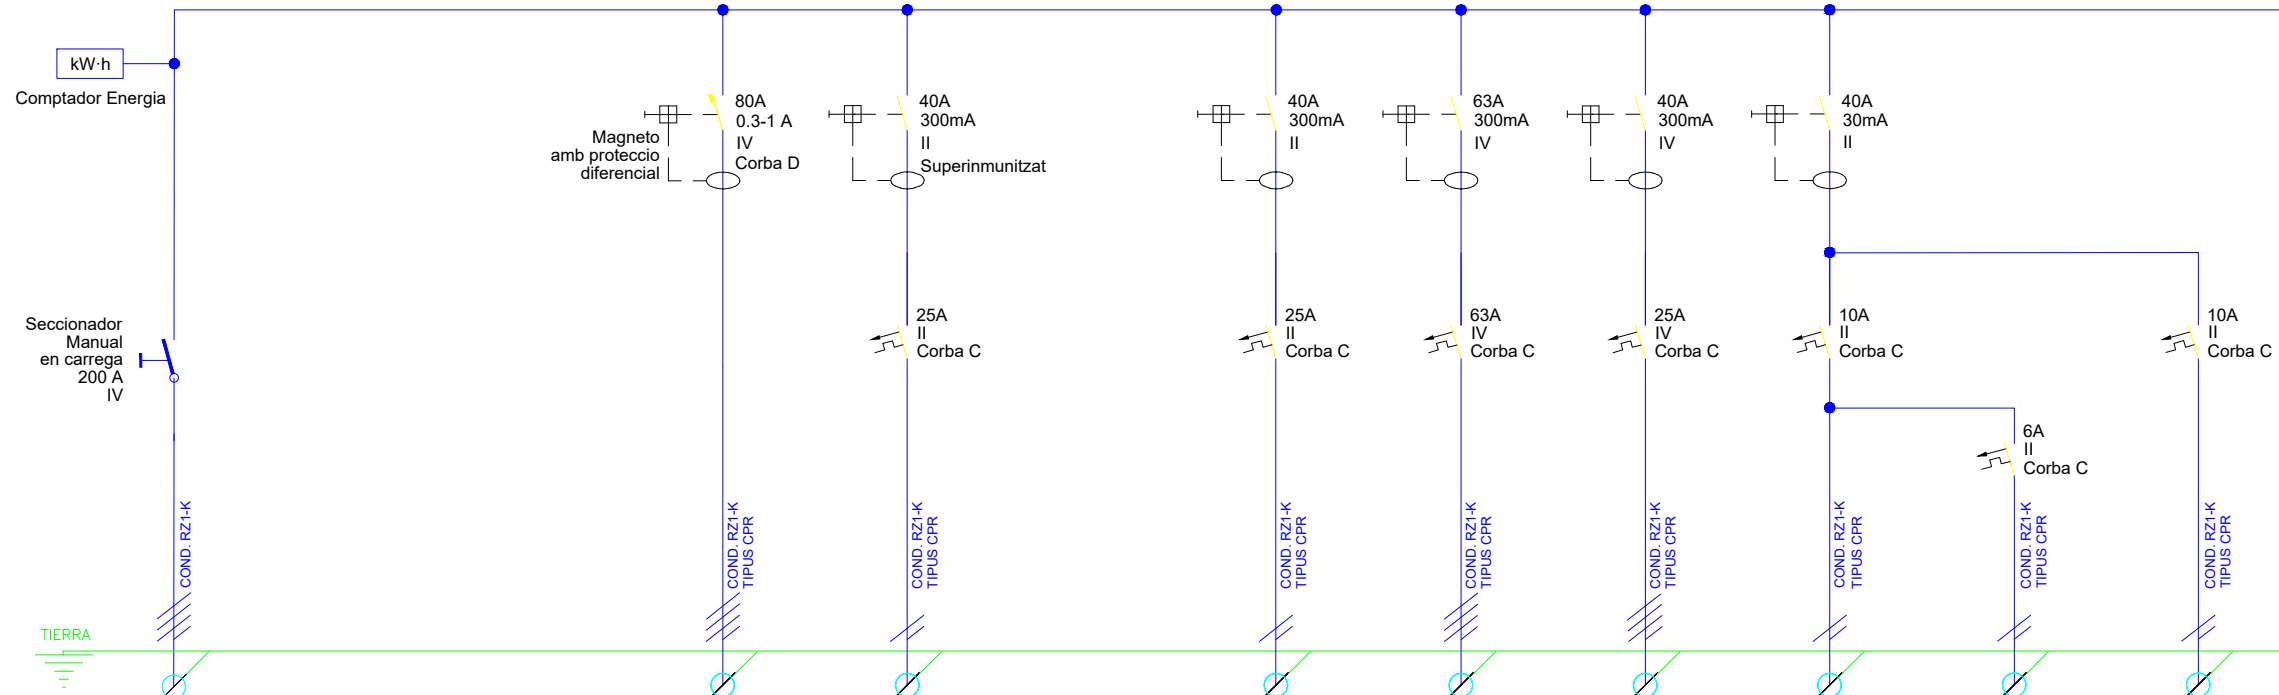 kW·h
Comptador Energia
Seccionador
Manual
en carrega
200 A
IV
COND. RZ1-K
TIERRA
Magneto
amb proteccio
diferencial
80A
0.3-1 A
IV
Corba D
COND. RZ1-K
TIPUS CPR
40A
300mA
II
Superinmunitzat
25A
II
Corba C
COND. RZ1-K
TIPUS CPR
40A
300mA
II
25A
II
Corba C
COND. RZ1-K
TIPUS CPR
63A
300mA
IV
63A
IV
Corba C
COND. RZ1-K
TIPUS CPR
40A
300mA
IV
25A
IV
Corba C
COND. RZ1-K
TIPUS CPR
40A
30mA
II
10A
II
Corba C
COND. RZ1-K
TIPUS CPR
6A
II
Corba C
COND. RZ1-K
TIPUS CPR
10A
II
Corba C
COND. RZ1-K
TIPUS CPR